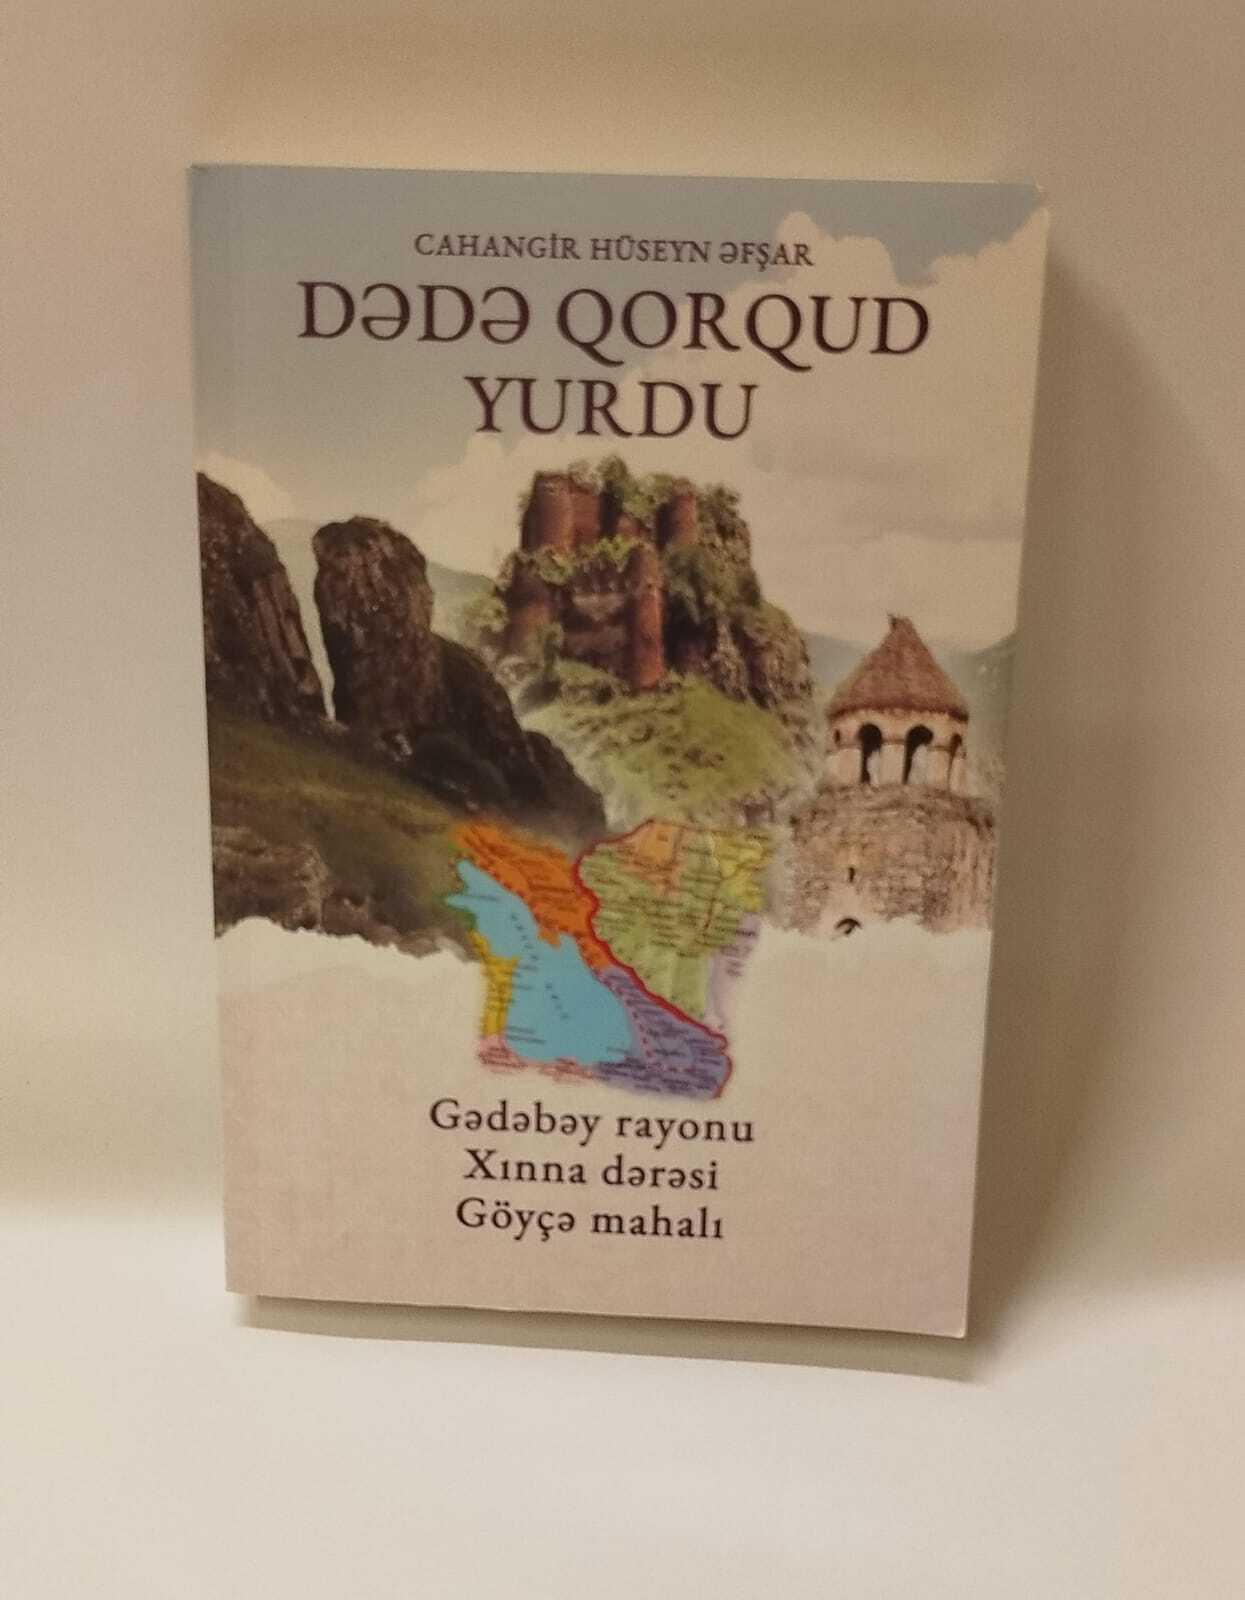 CAHANGİR HÜSEYN ƏFŞAR
DƏDƏ QORQUD
YURDU
Gədəbəy rayonu
Xınna dərəsi
Göyçə mahalı